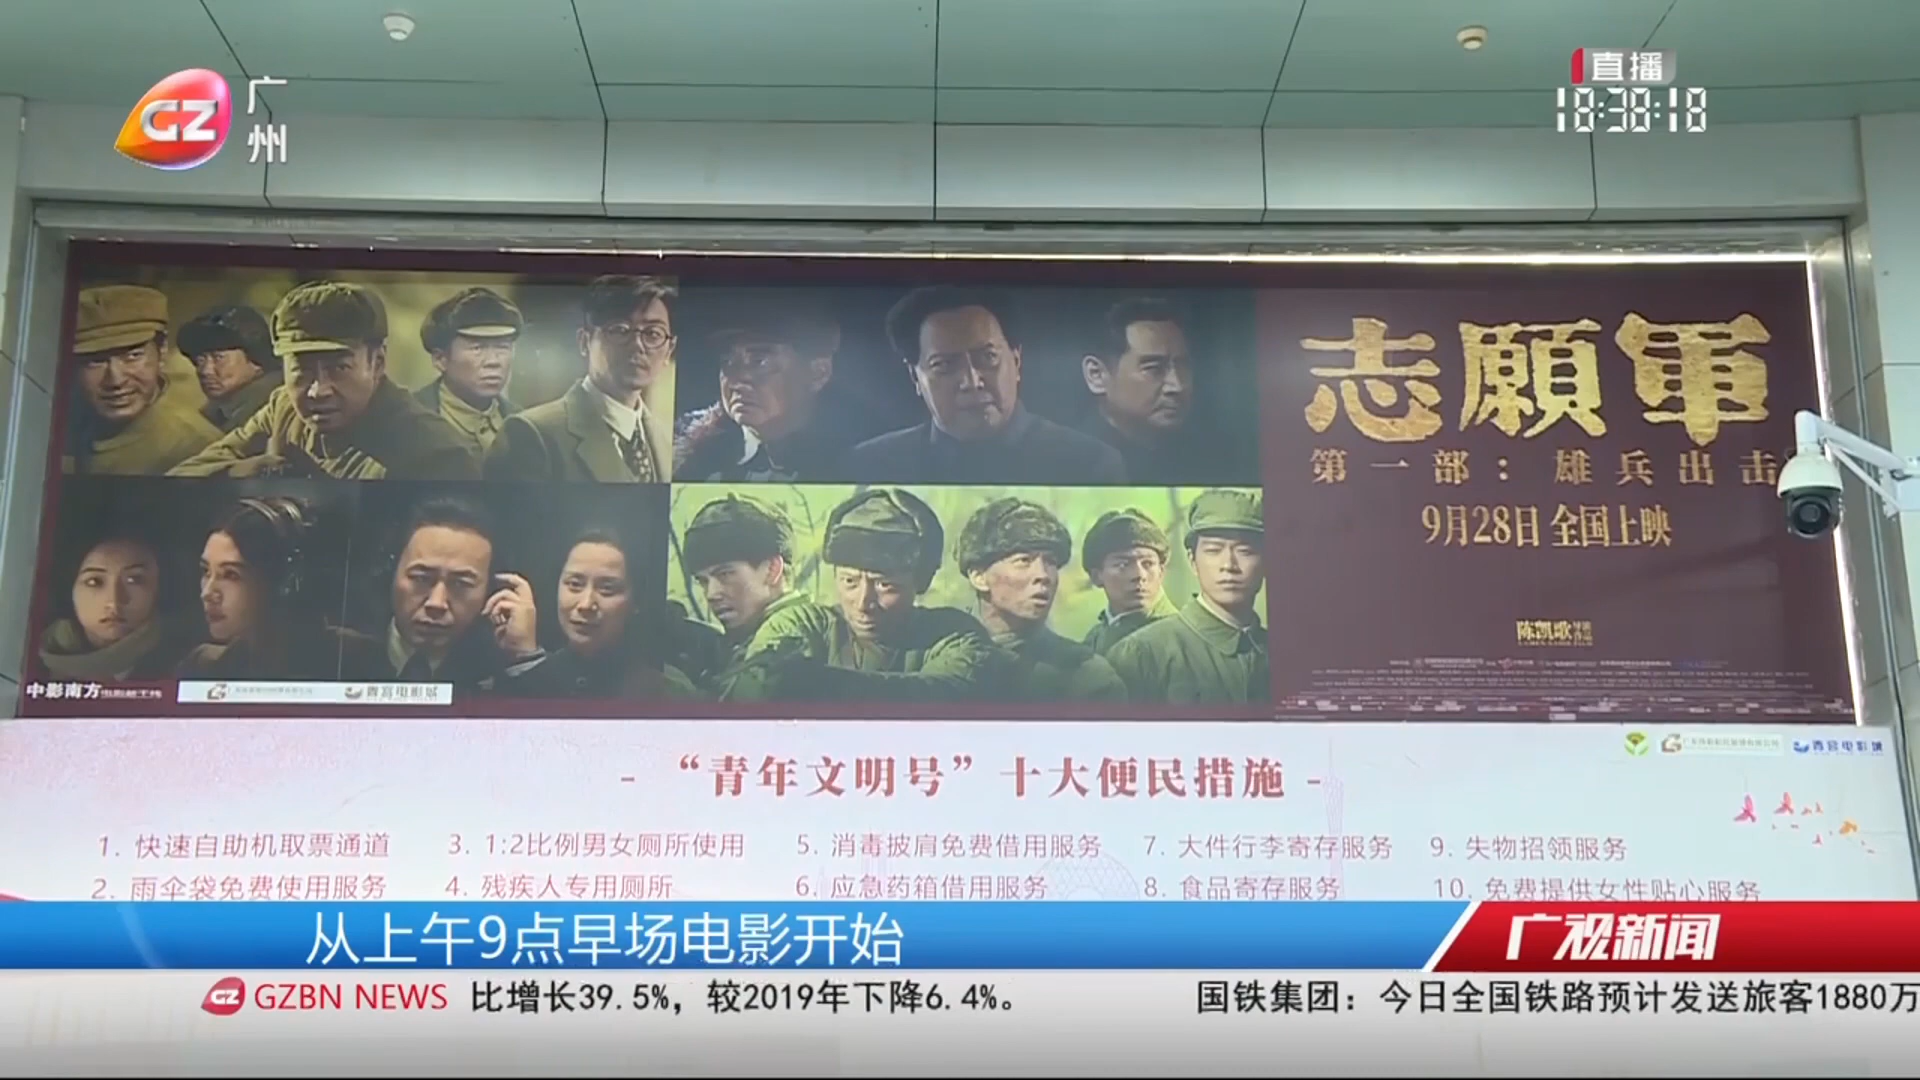 GZ
广州
直播
18:38:18
志願軍
第一部：雄兵出击
9月28日 全国上映
陈凯歌
中影南方
青宫电影城
青宫电影城
- “青年文明号”十大便民措施 -
1. 快速自助机取票通道
3. 1:2比例男女厕所使用
5. 消毒披肩免费借用服务
7. 大件行李寄存服务
9. 失物招领服务
2. 雨伞袋免费使用服务
4. 残疾人专用厕所
6. 应急药箱借用服务
8. 食品寄存服务
10. 免费提供女性贴心服务
从上午9点早场电影开始
广视新闻
GZ GZBN NEWS
比增长39.5%，较2019年下降6.4%。
国铁集团：今日全国铁路预计发送旅客1880万